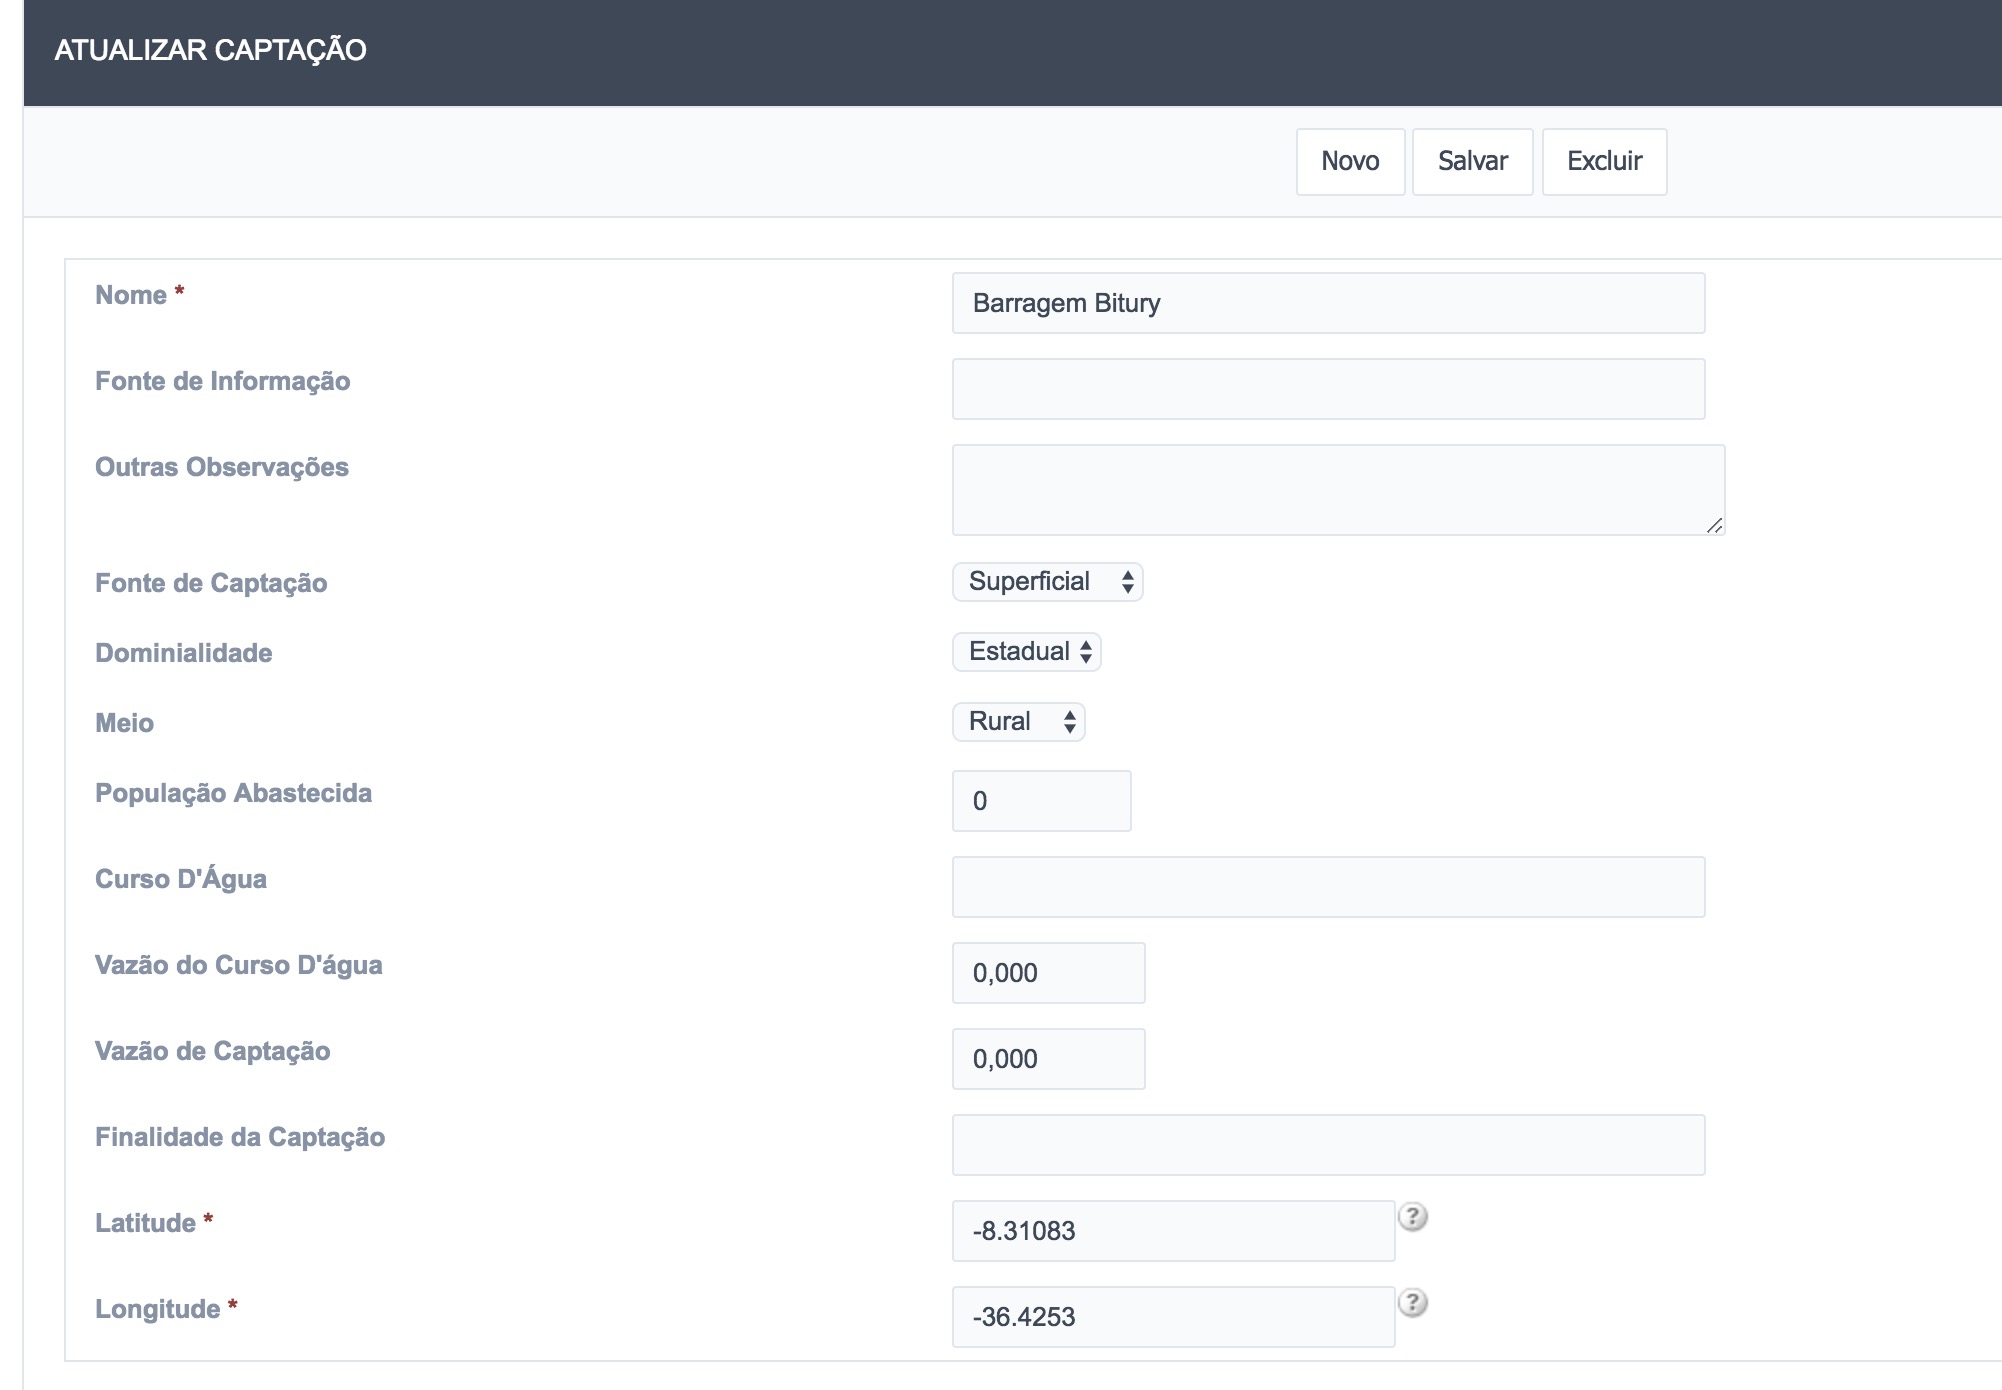 ATUALIZAR CAPTAÇÃO
Novo Salvar Excluir
Nome * Barragem Bitury
Fonte de Informação
Outras Observações
Fonte de Captação Superficial
Dominialidade Estadual
Meio Rural
População Abastecida 0
Curso D'Água
Vazão do Curso D'água 0,000
Vazão de Captação 0,000
Finalidade da Captação
Latitude * -8.31083 ?
Longitude * -36.4253 ?